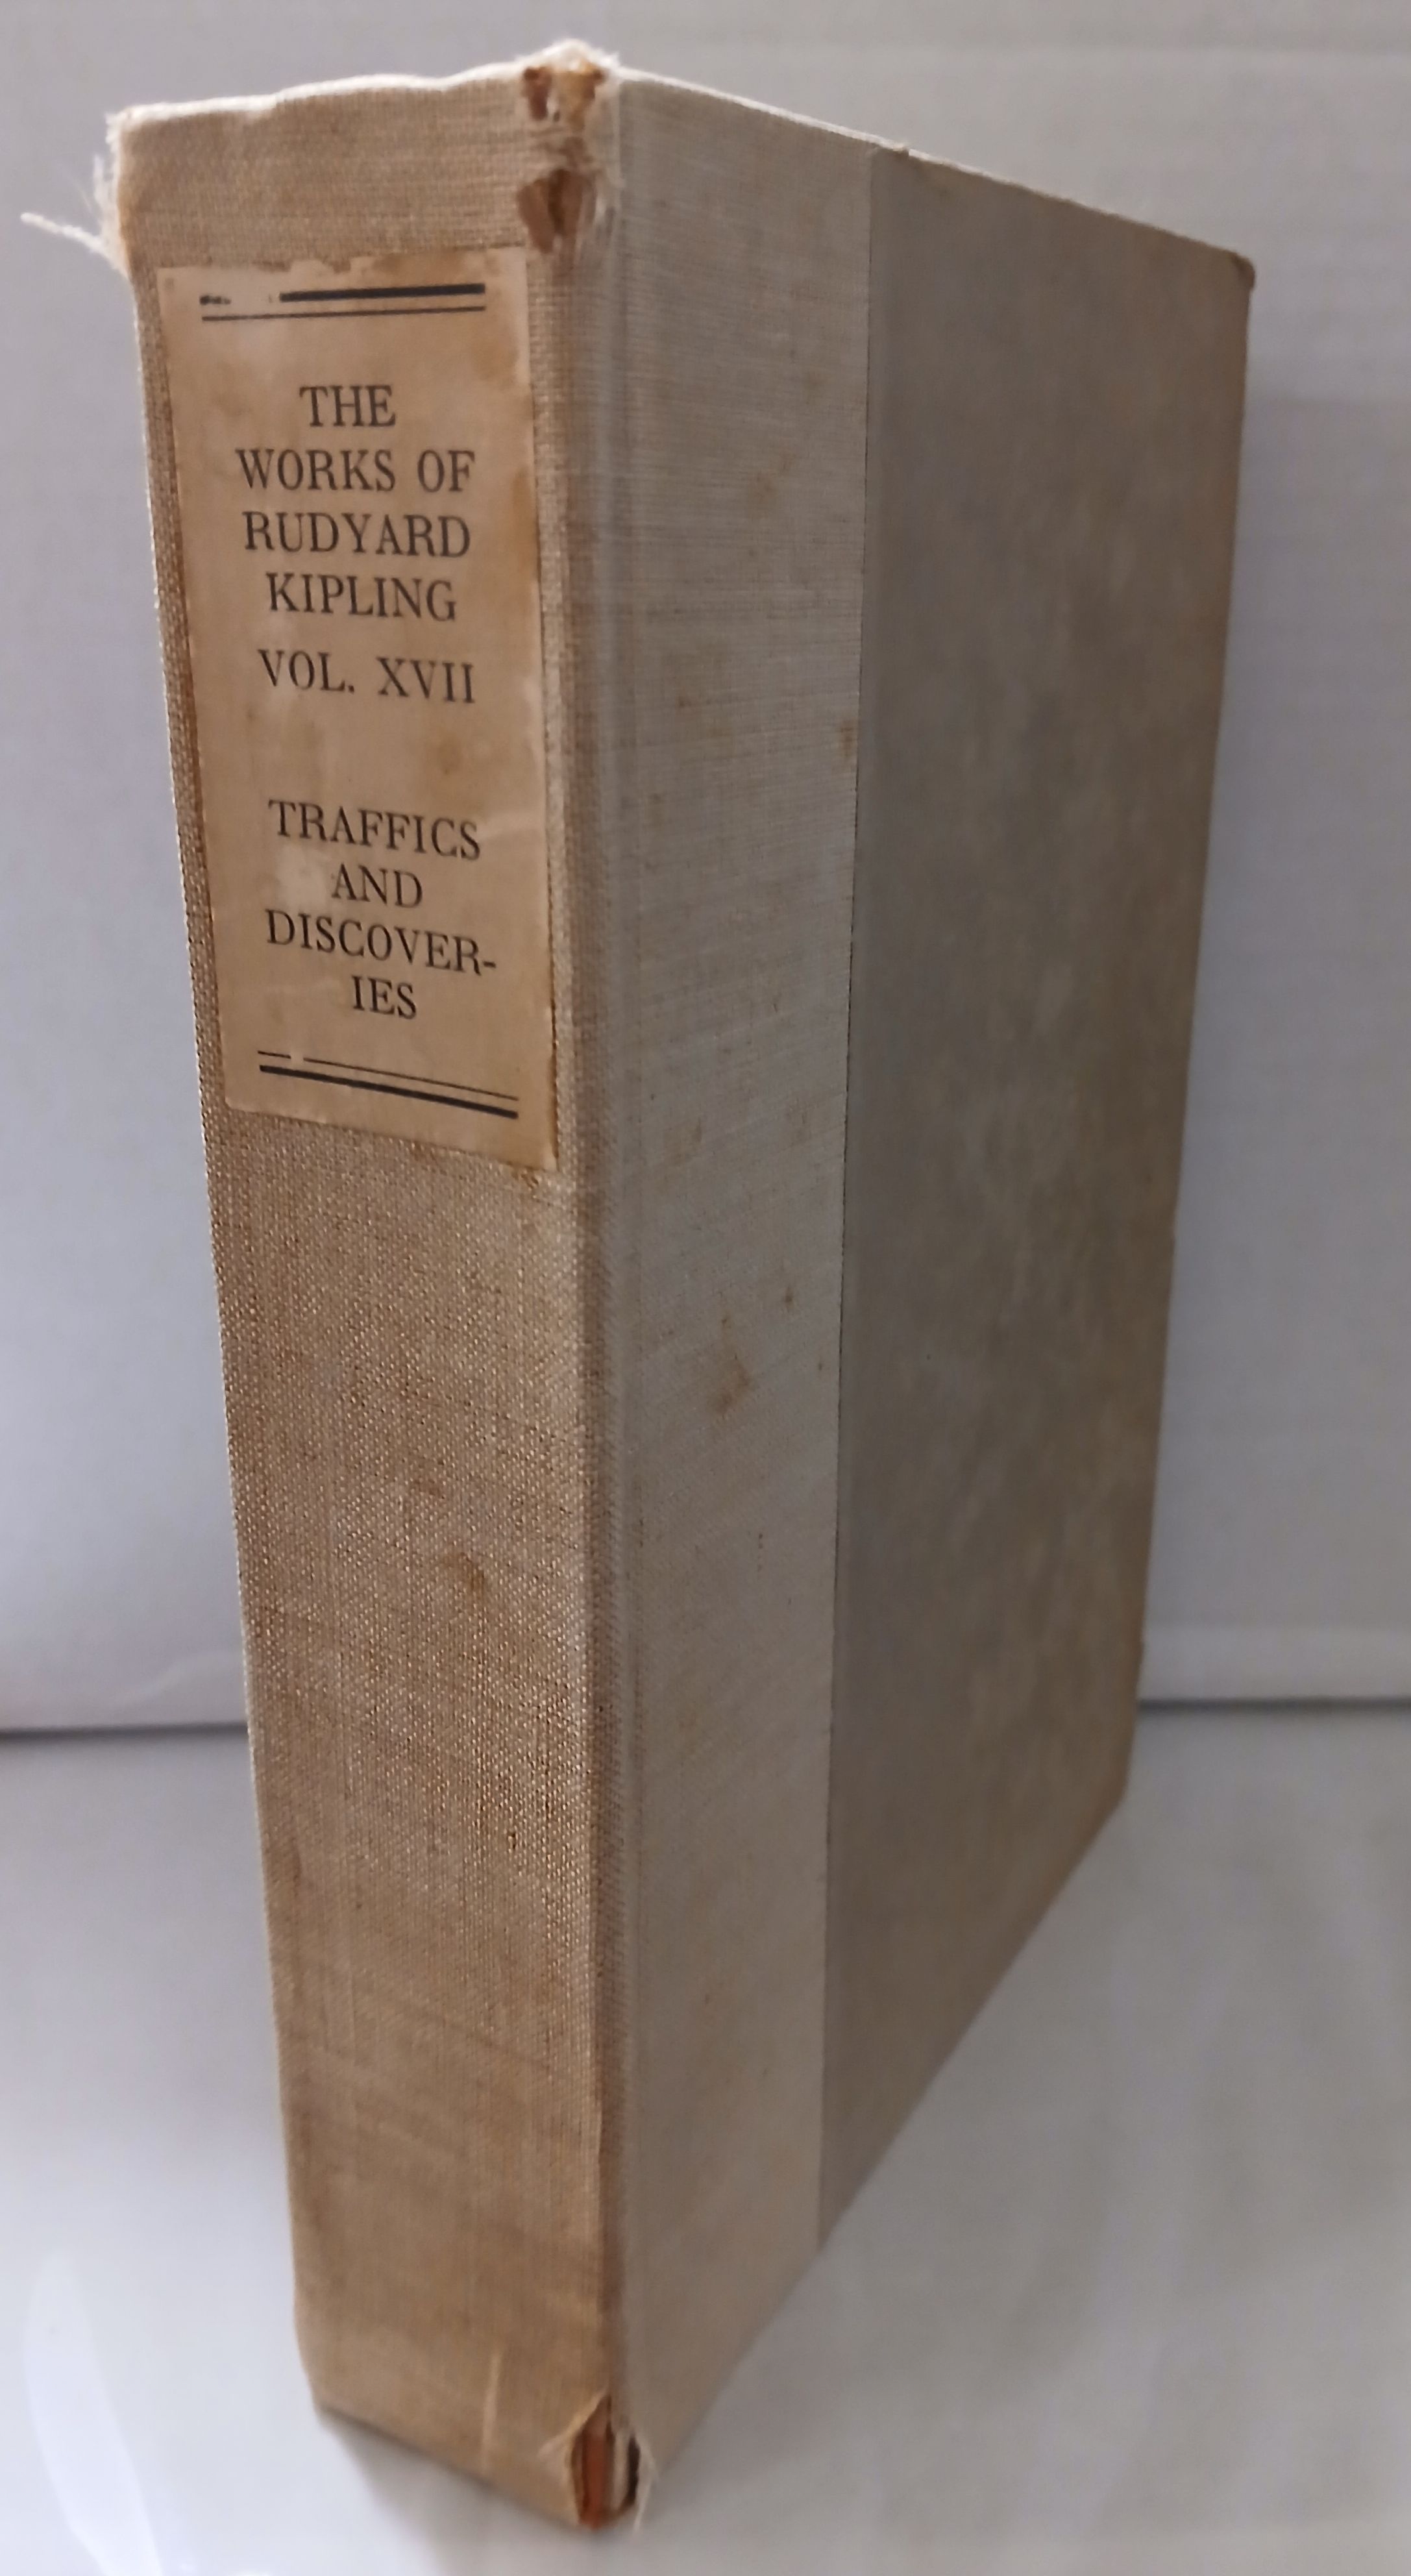 THE
WORKS OF
RUDYARD
KIPLING
VOL. XVII
TRAFFICS
AND
DISCOVER-
IES